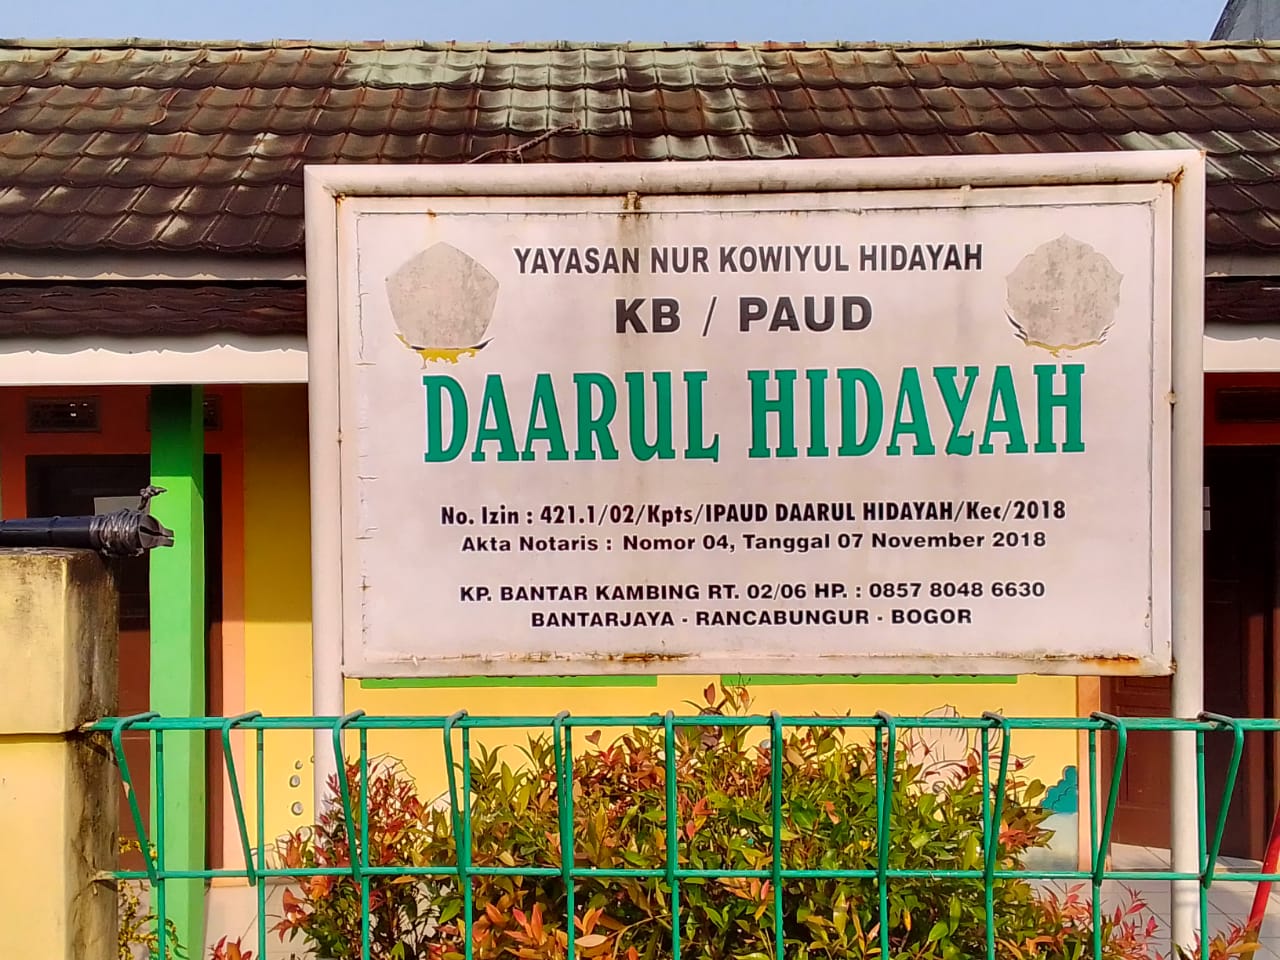 YAYASAN NUR KOWIYUL HIDAYAH
KB / PAUD
DAARUL HIDAYAH
No. Izin : 421.1/02/Kpts/IPAUD DAARUL HIDAYAH/Kec/2018
Akta Notaris : Nomor 04, Tanggal 07 November 2018
KP. BANTAR KAMBING RT. 02/06 HP. : 0857 8048 6630
BANTARJAYA - RANCABUNGUR - BOGOR